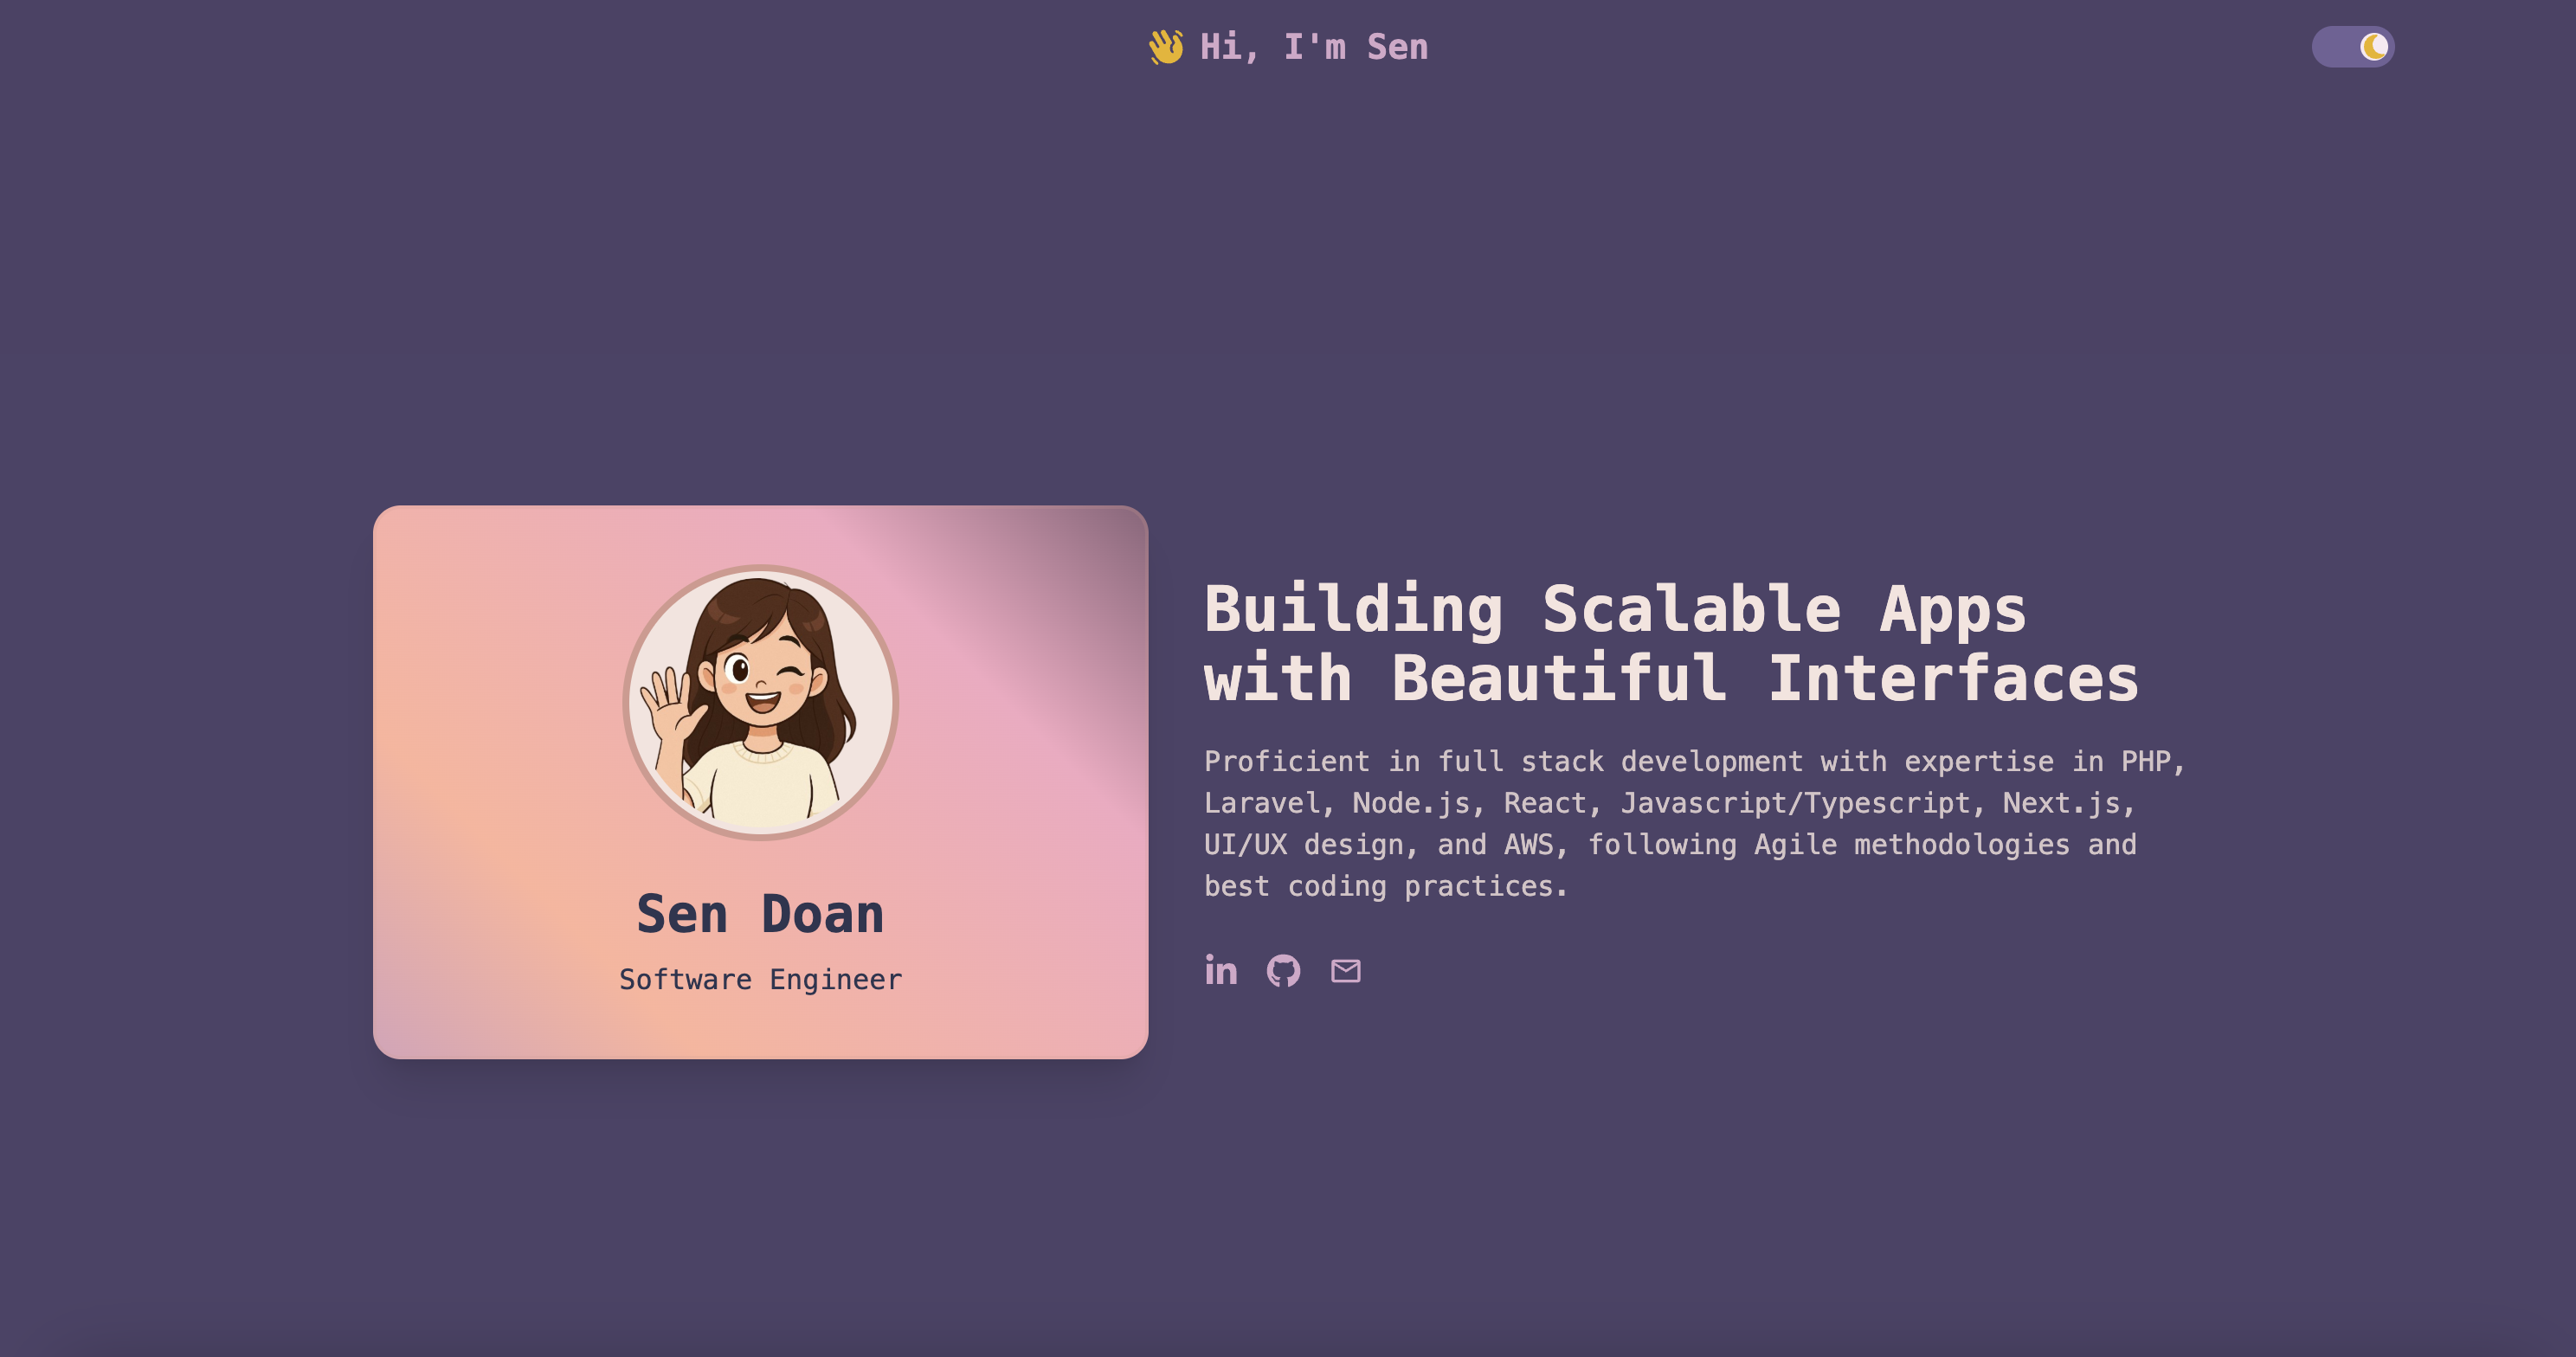 Hi, I'm Sen
Sen Doan
Software Engineer
Building Scalable Apps
with Beautiful Interfaces
Proficient in full stack development with expertise in PHP,
Laravel, Node.js, React, Javascript/Typescript, Next.js,
UI/UX design, and AWS, following Agile methodologies and
best coding practices.
in